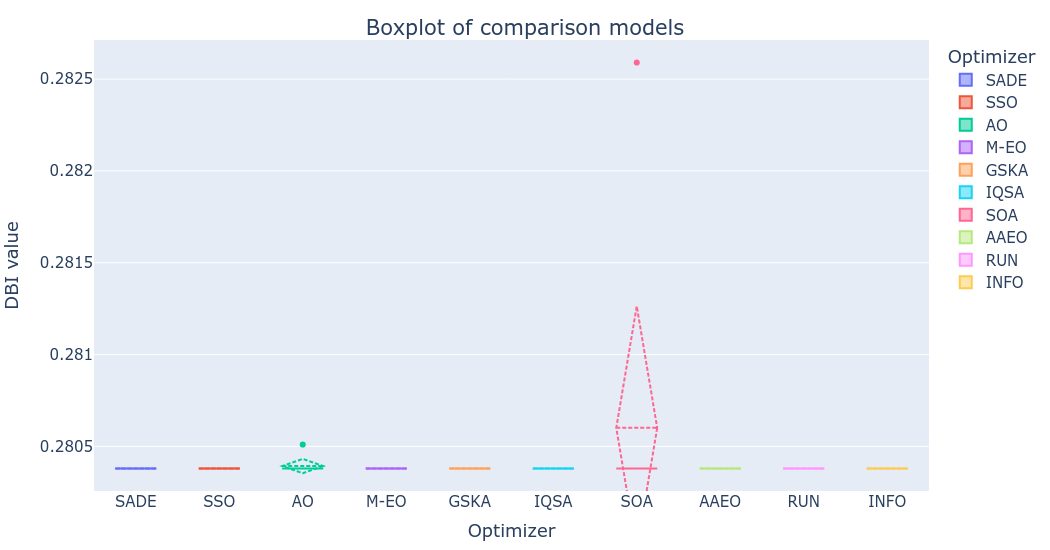 Boxplot of comparison models
DBI value
0.2825
0.282
0.2815
0.281
0.2805
SADE SSO AO M-EO GSKA IQSA SOA AAEO RUN INFO
Optimizer
Optimizer
SADE
SSO
AO
M-EO
GSKA
IQSA
SOA
AAEO
RUN
INFO